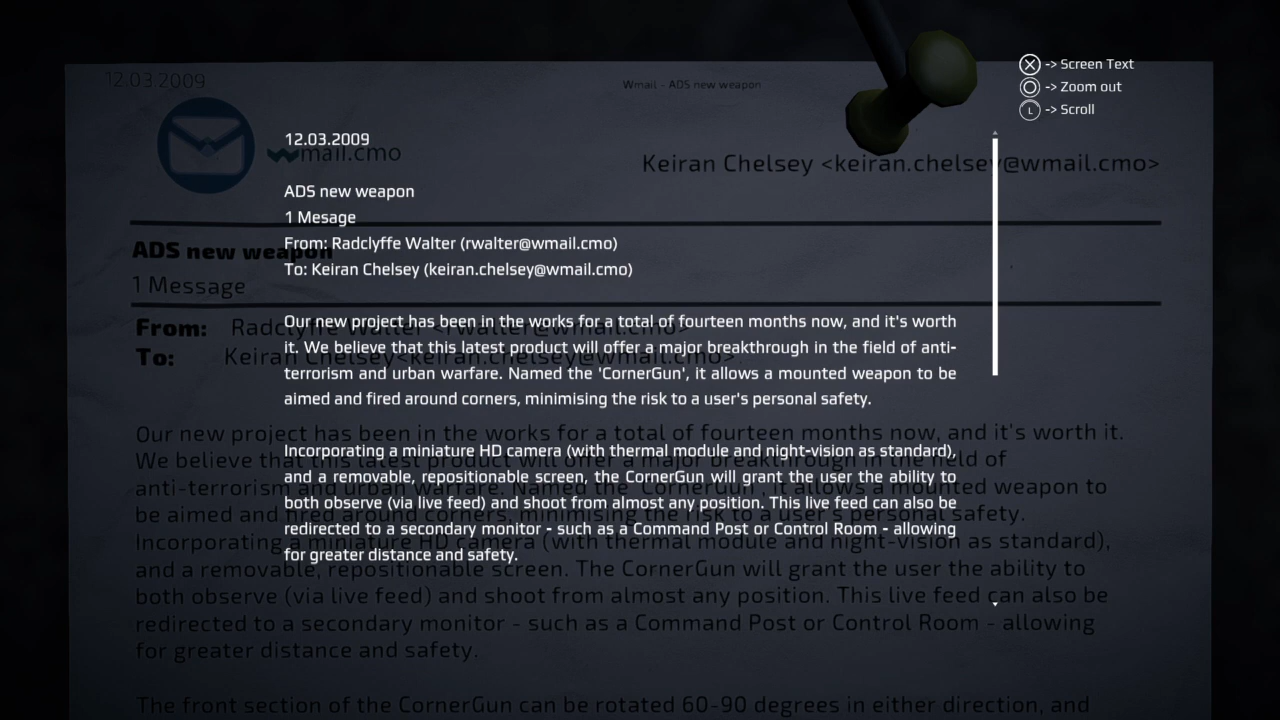 12.03.2009
Wmail - ADS new weapon
-> Screen Text
-> Zoom out
L -> Scroll
wmail.cmo
Keiran Chelsey <keiran.chelsey@wmail.cmo>
ADS new weapon
1 Message
From: Radclyffe Walter <rwalter@wmail.cmo>
To: Keiran Chelsey<keiran.chelsey@wmail.cmo>
12.03.2009
ADS new weapon
1 Mesage
From: Radclyffe Walter (rwalter@wmail.cmo)
To: Keiran Chelsey (keiran.chelsey@wmail.cmo)
Our new project has been in the works for a total of fourteen months now, and it's worth
it. We believe that this latest product will offer a major breakthrough in the field of anti-
terrorism and urban warfare. Named the 'CornerGun', it allows a mounted weapon to be
aimed and fired around corners, minimising the risk to a user's personal safety.
Incorporating a miniature HD camera (with thermal module and night-vision as standard),
and a removable, repositionable screen, the CornerGun will grant the user the ability to
both observe (via live feed) and shoot from almost any position. This live feed can also be
redirected to a secondary monitor - such as a Command Post or Control Room - allowing
for greater distance and safety.
Our new project has been in the works for a total of fourteen months now, and it's worth it.
We believe that this latest product will offer a major breakthrough in the field of
anti-terrorism and urban warfare. Named the 'CornerGun', it allows a mounted weapon to
be aimed and fired around corners, minimising the risk to a user's personal safety.
Incorporating a miniature HD camera (with thermal module and night-vision as standard),
and a removable, repositionable screen. The CornerGun will grant the user the ability to
both observe (via live feed) and shoot from almost any position. This live feed can also be
redirected to a secondary monitor - such as a Command Post or Control Room - allowing
for greater distance and safety.
The front section of the CornerGun can be rotated 60-90 degrees in either direction, and